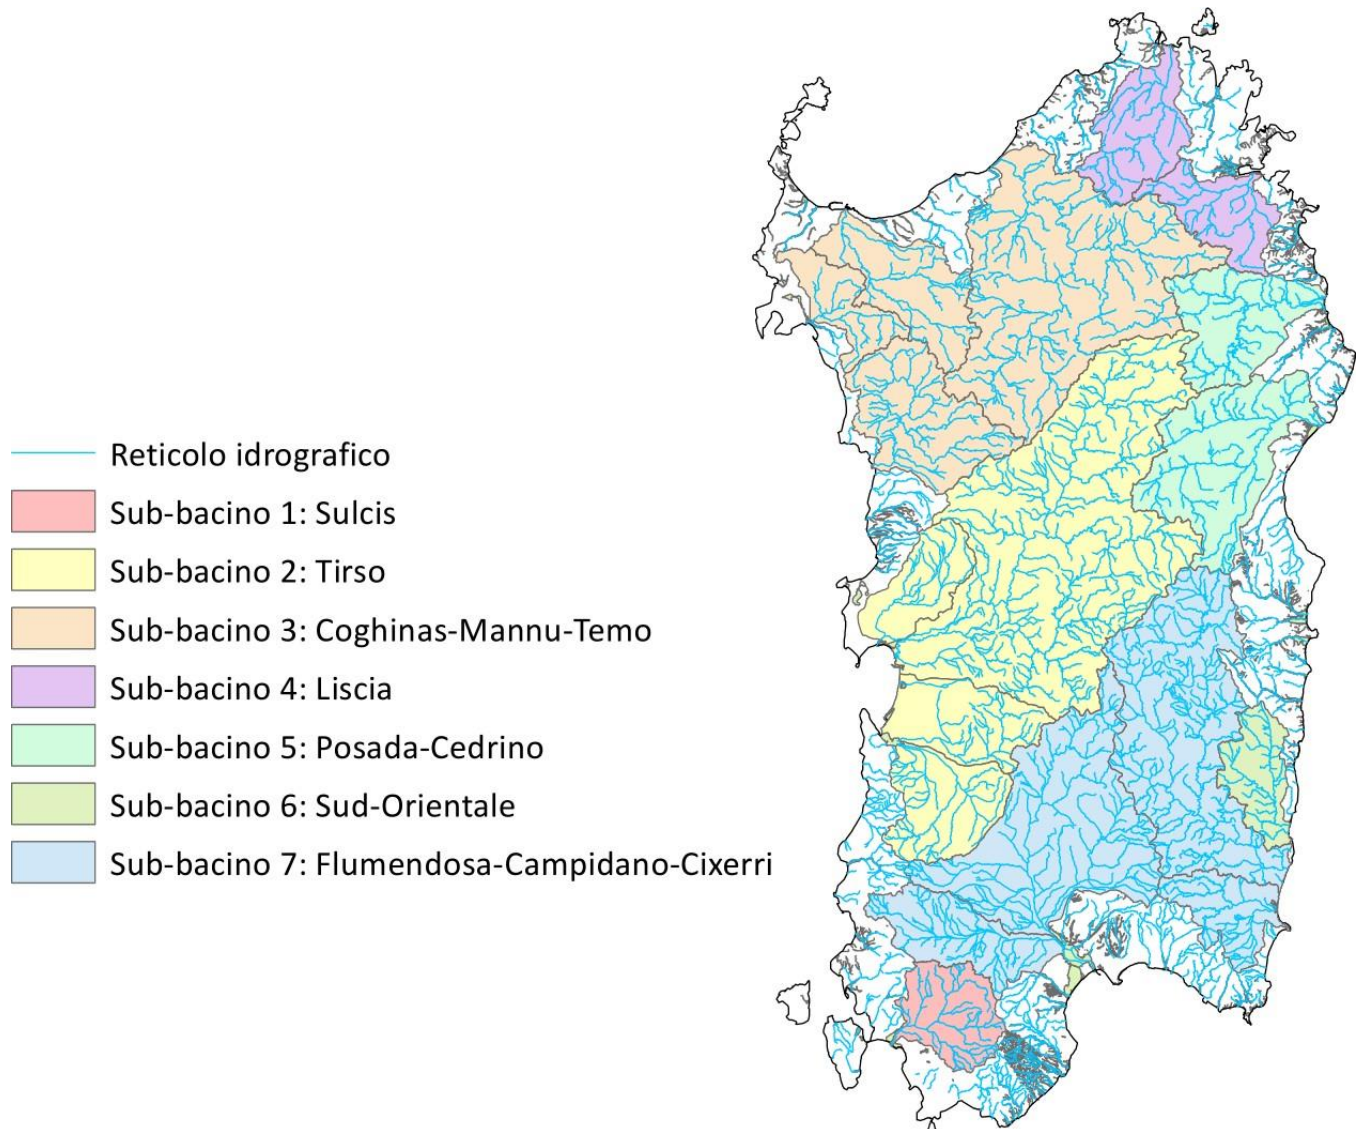 Reticolo idrografico
Sub-bacino 1: Sulcis
Sub-bacino 2: Tirso
Sub-bacino 3: Coghinas-Mannu-Temo
Sub-bacino 4: Liscia
Sub-bacino 5: Posada-Cedrino
Sub-bacino 6: Sud-Orientale
Sub-bacino 7: Flumendosa-Campidano-Cixerri